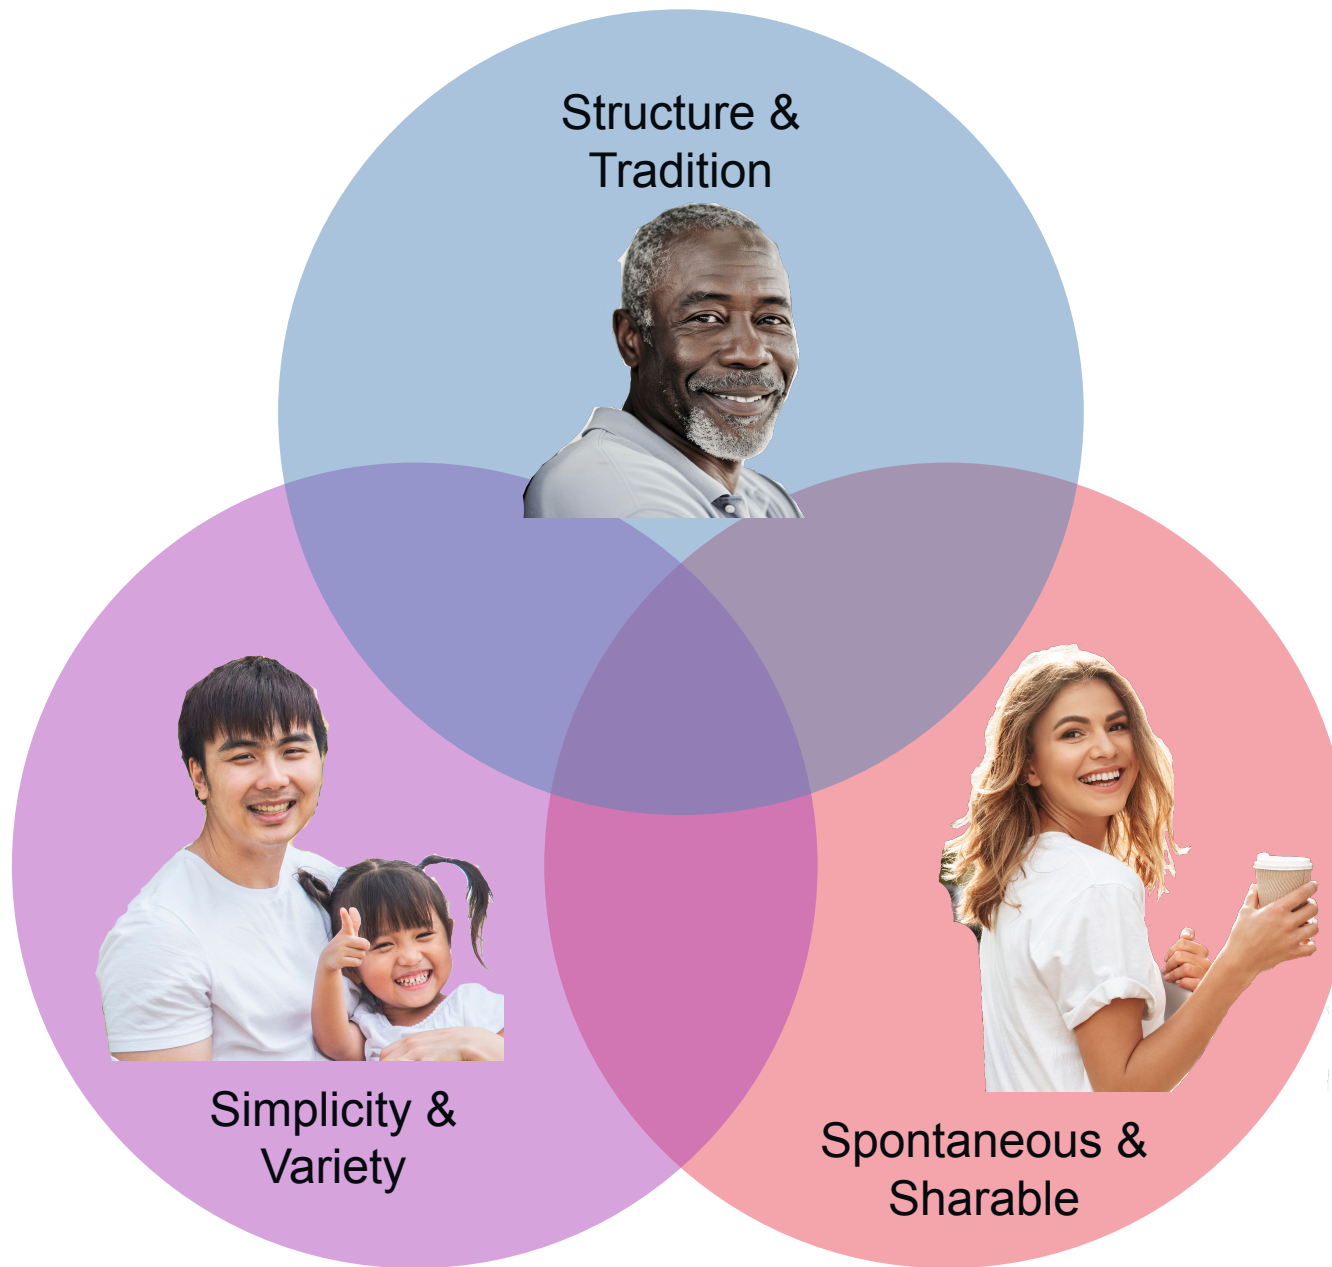 Structure &
Tradition
Simplicity &
Variety
Spontaneous &
Sharable